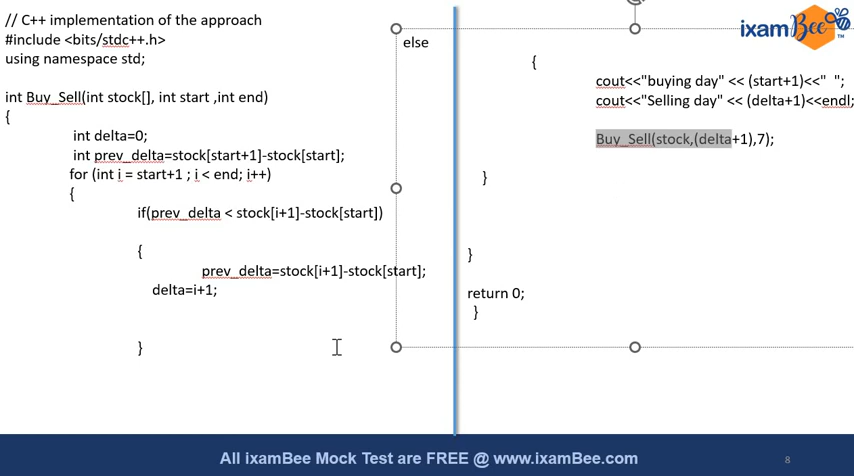 // C++ implementation of the approach
#include <bits/stdc++.h>
using namespace std;
int Buy_Sell(int stock[], int start ,int end)
{
int delta=0;
int prev_delta=stock[start+1]-stock[start];
for (int i = start+1 ; i < end; i++)
{
if(prev_delta < stock[i+1]-stock[start])
{
prev_delta=stock[i+1]-stock[start];
delta=i+1;
}
else
{
cout<<"buying day" << (start+1)<<"  ";
cout<<"Selling day" << (delta+1)<<endl;
Buy_Sell(stock,(delta+1),7);
}
}
return 0;
}
ixamBee
TM
All ixamBee Mock Test are FREE @ www.ixamBee.com
8